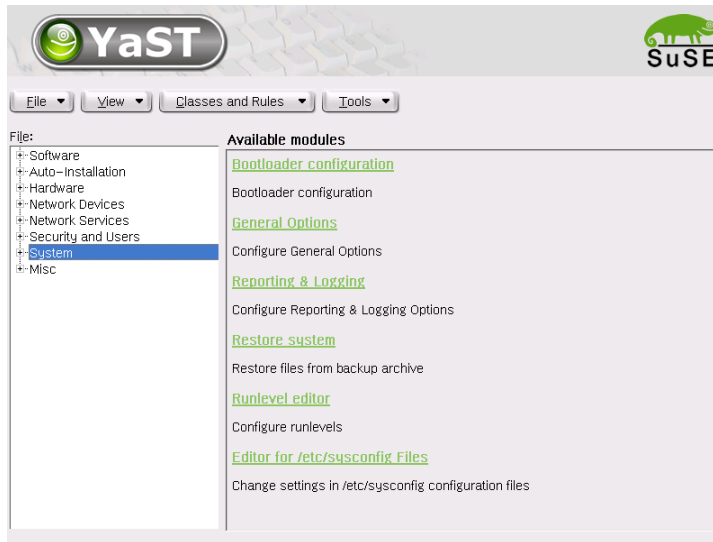 YaST
SuSE
File View Classes and Rules Tools
File:
Software
Auto-Installation
Hardware
Network Devices
Network Services
Security and Users
System
Misc
Available modules
Bootloader configuration
Bootloader configuration
General Options
Configure General Options
Reporting & Logging
Configure Reporting & Logging Options
Restore system
Restore files from backup archive
Runlevel editor
Configure runlevels
Editor for /etc/sysconfig Files
Change settings in /etc/sysconfig configuration files